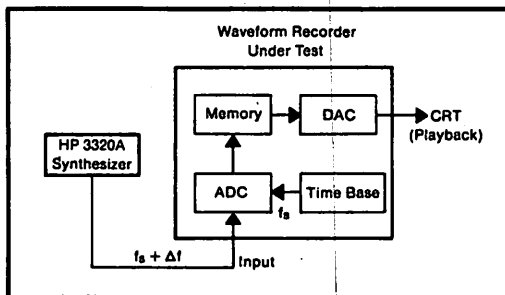 Waveform Recorder
Under Test
Memory
DAC
CRT
(Playback)
HP 3320A
Synthesizer
ADC
Time Base
fs
fs + Δf
Input